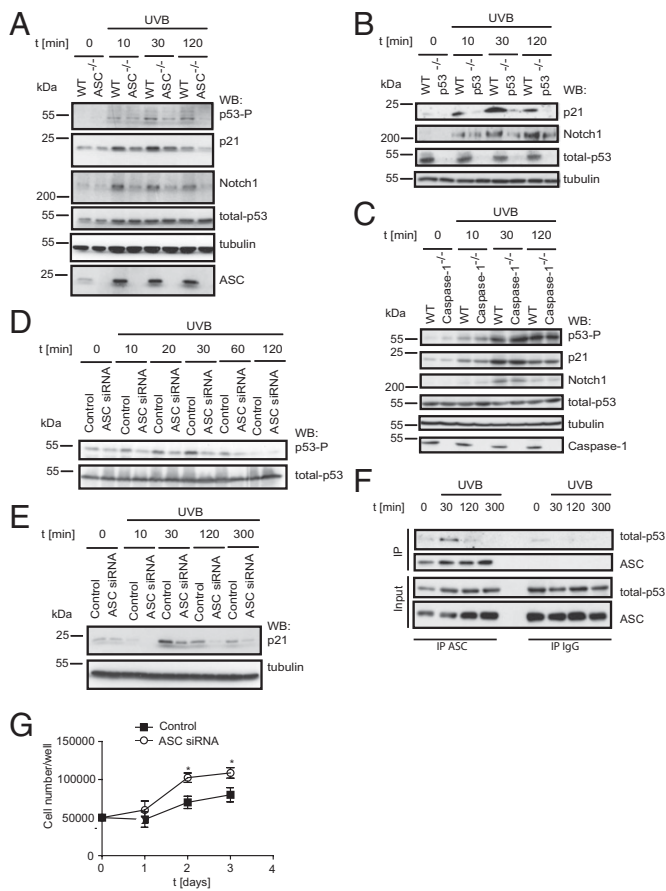 A
UVB
t [min] 0 10 30 120
kDa WT ASC-/- WT ASC-/- WT ASC-/- WT ASC-/- WB:
55 p53-P
25 p21
200 Notch1
55 total-p53
55 tubulin
25 ASC
B
UVB
t [min] 0 10 30 120
kDa WT p53-/- WT p53-/- WT p53-/- WT p53-/- WB:
25 p21
200 Notch1
55 total-p53
55 tubulin
C
UVB
t [min] 0 10 30 120
kDa WT Caspase-1-/- WT Caspase-1-/- WT Caspase-1-/- WT Caspase-1-/- WB:
55 p53-P
25 p21
200 Notch1
55 total-p53
55 tubulin
55 Caspase-1
D
UVB
t [min] 0 10 20 30 60 120
kDa Control ASC siRNA Control ASC siRNA Control ASC siRNA Control ASC siRNA Control ASC siRNA Control ASC siRNA WB:
55 p53-P
55 total-p53
E
UVB
t [min] 0 10 30 120 300
kDa Control ASC siRNA Control ASC siRNA Control ASC siRNA Control ASC siRNA Control ASC siRNA WB:
25 p21
55 tubulin
F
UVB UVB
t [min] 0 30 120 300 0 30 120 300
IP total-p53
ASC
Input total-p53
ASC
IP ASC IP IgG
G
Control
ASC siRNA
Cell number/well
150000
100000
50000
0
* *
0 1 2 3 4
t [days]